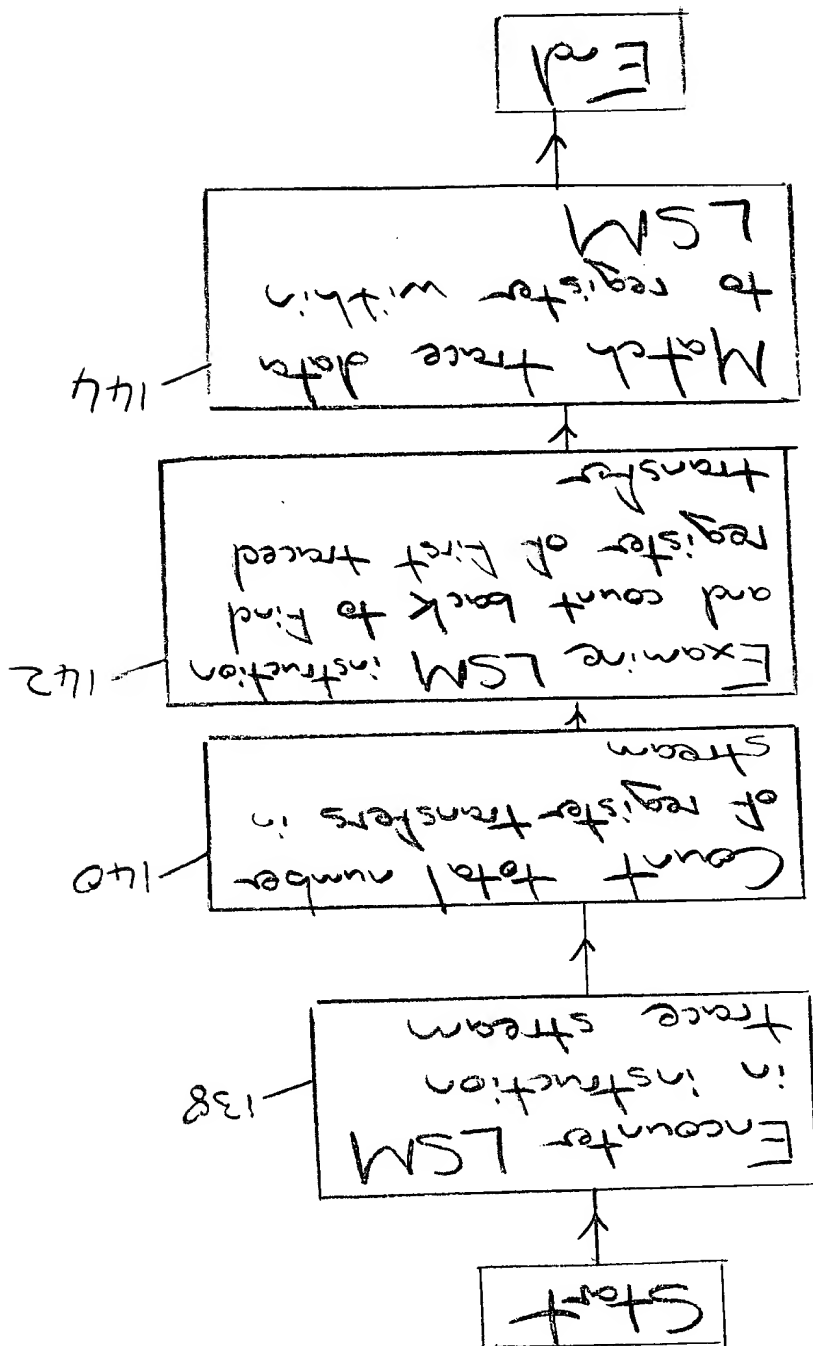 Start
Encounter LSM
in instruction
trace stream
138
Count total number
of register transfers in
stream
140
Examine LSM instruction
and count back to find
register of first traced
transfer
142
Match trace data
to register within
LSM
144
End